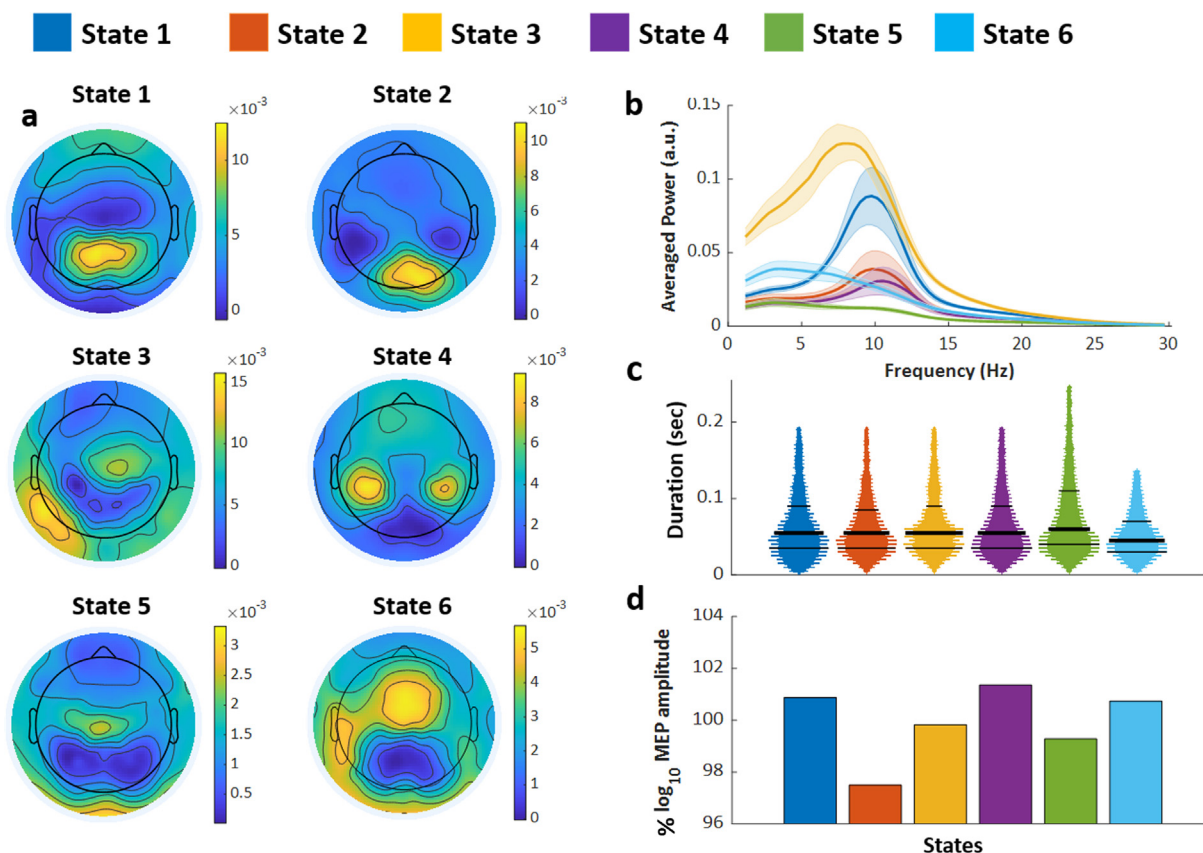 State 1 State 2 State 3 State 4 State 5 State 6
a
State 1
×10⁻³
10
5
0
State 2
×10⁻³
10
8
6
4
2
0
State 3
×10⁻³
15
10
5
0
State 4
×10⁻³
8
6
4
2
0
State 5
×10⁻³
3
2.5
2
1.5
1
0.5
State 6
×10⁻³
5
4
3
2
1
0
b
Averaged Power (a.u.)
0.15
0.1
0.05
0
0 5 10 15 20 25 30
Frequency (Hz)
c
Duration (sec)
0.2
0.1
0
d
% log₁₀ MEP amplitude
104
102
100
98
96
States